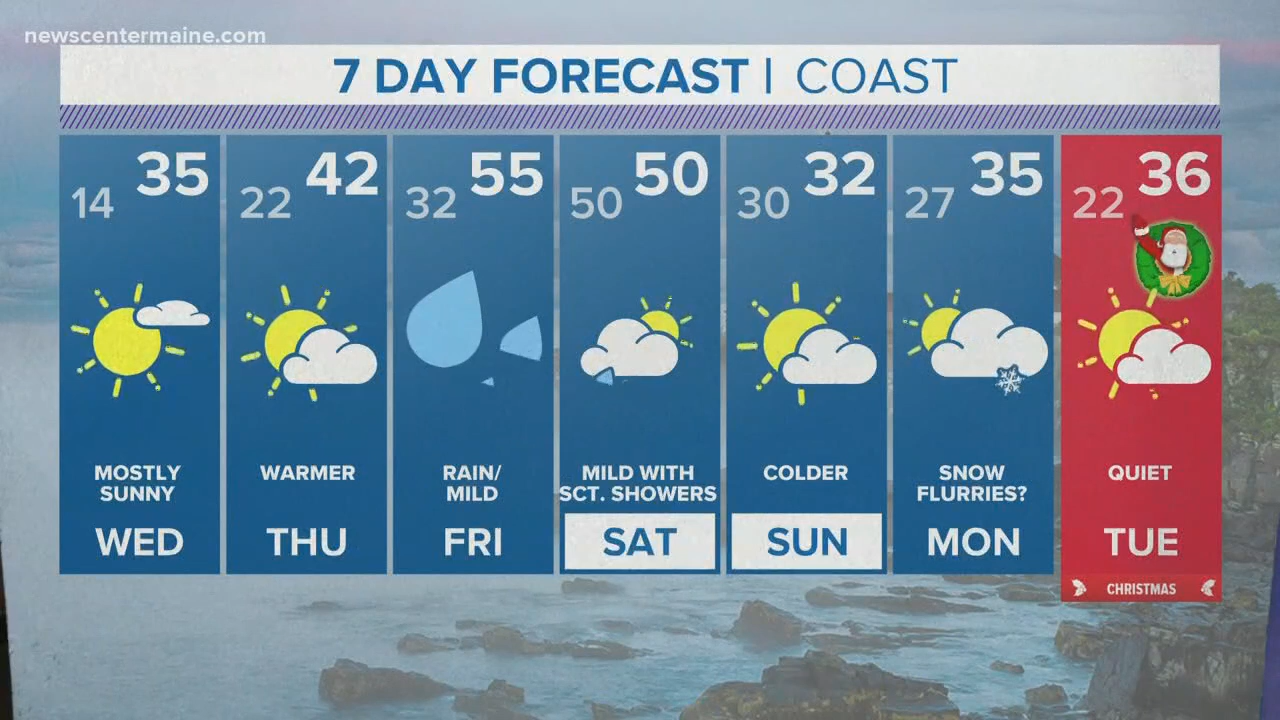 newscentermaine.com
7 DAY FORECAST | COAST
14 35
22 42
32 55
50 50
30 32
27 35
22 36
MOSTLY
SUNNY
WARMER
RAIN/
MILD
MILD WITH
SCT. SHOWERS
COLDER
SNOW
FLURRIES?
QUIET
WED
THU
FRI
SAT
SUN
MON
TUE
CHRISTMAS